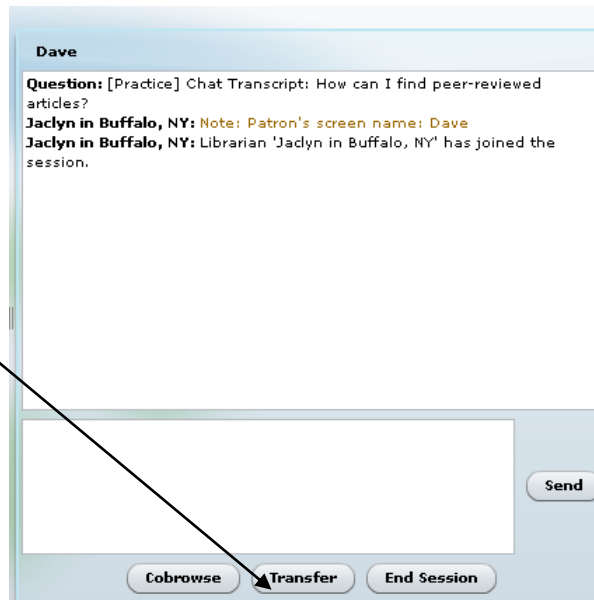 Dave
Question: [Practice] Chat Transcript: How can I find peer-reviewed
articles?
Jaclyn in Buffalo, NY: Note: Patron's screen name: Dave
Jaclyn in Buffalo, NY: Librarian 'Jaclyn in Buffalo, NY' has joined the
session.
Send
Cobrowse Transfer End Session